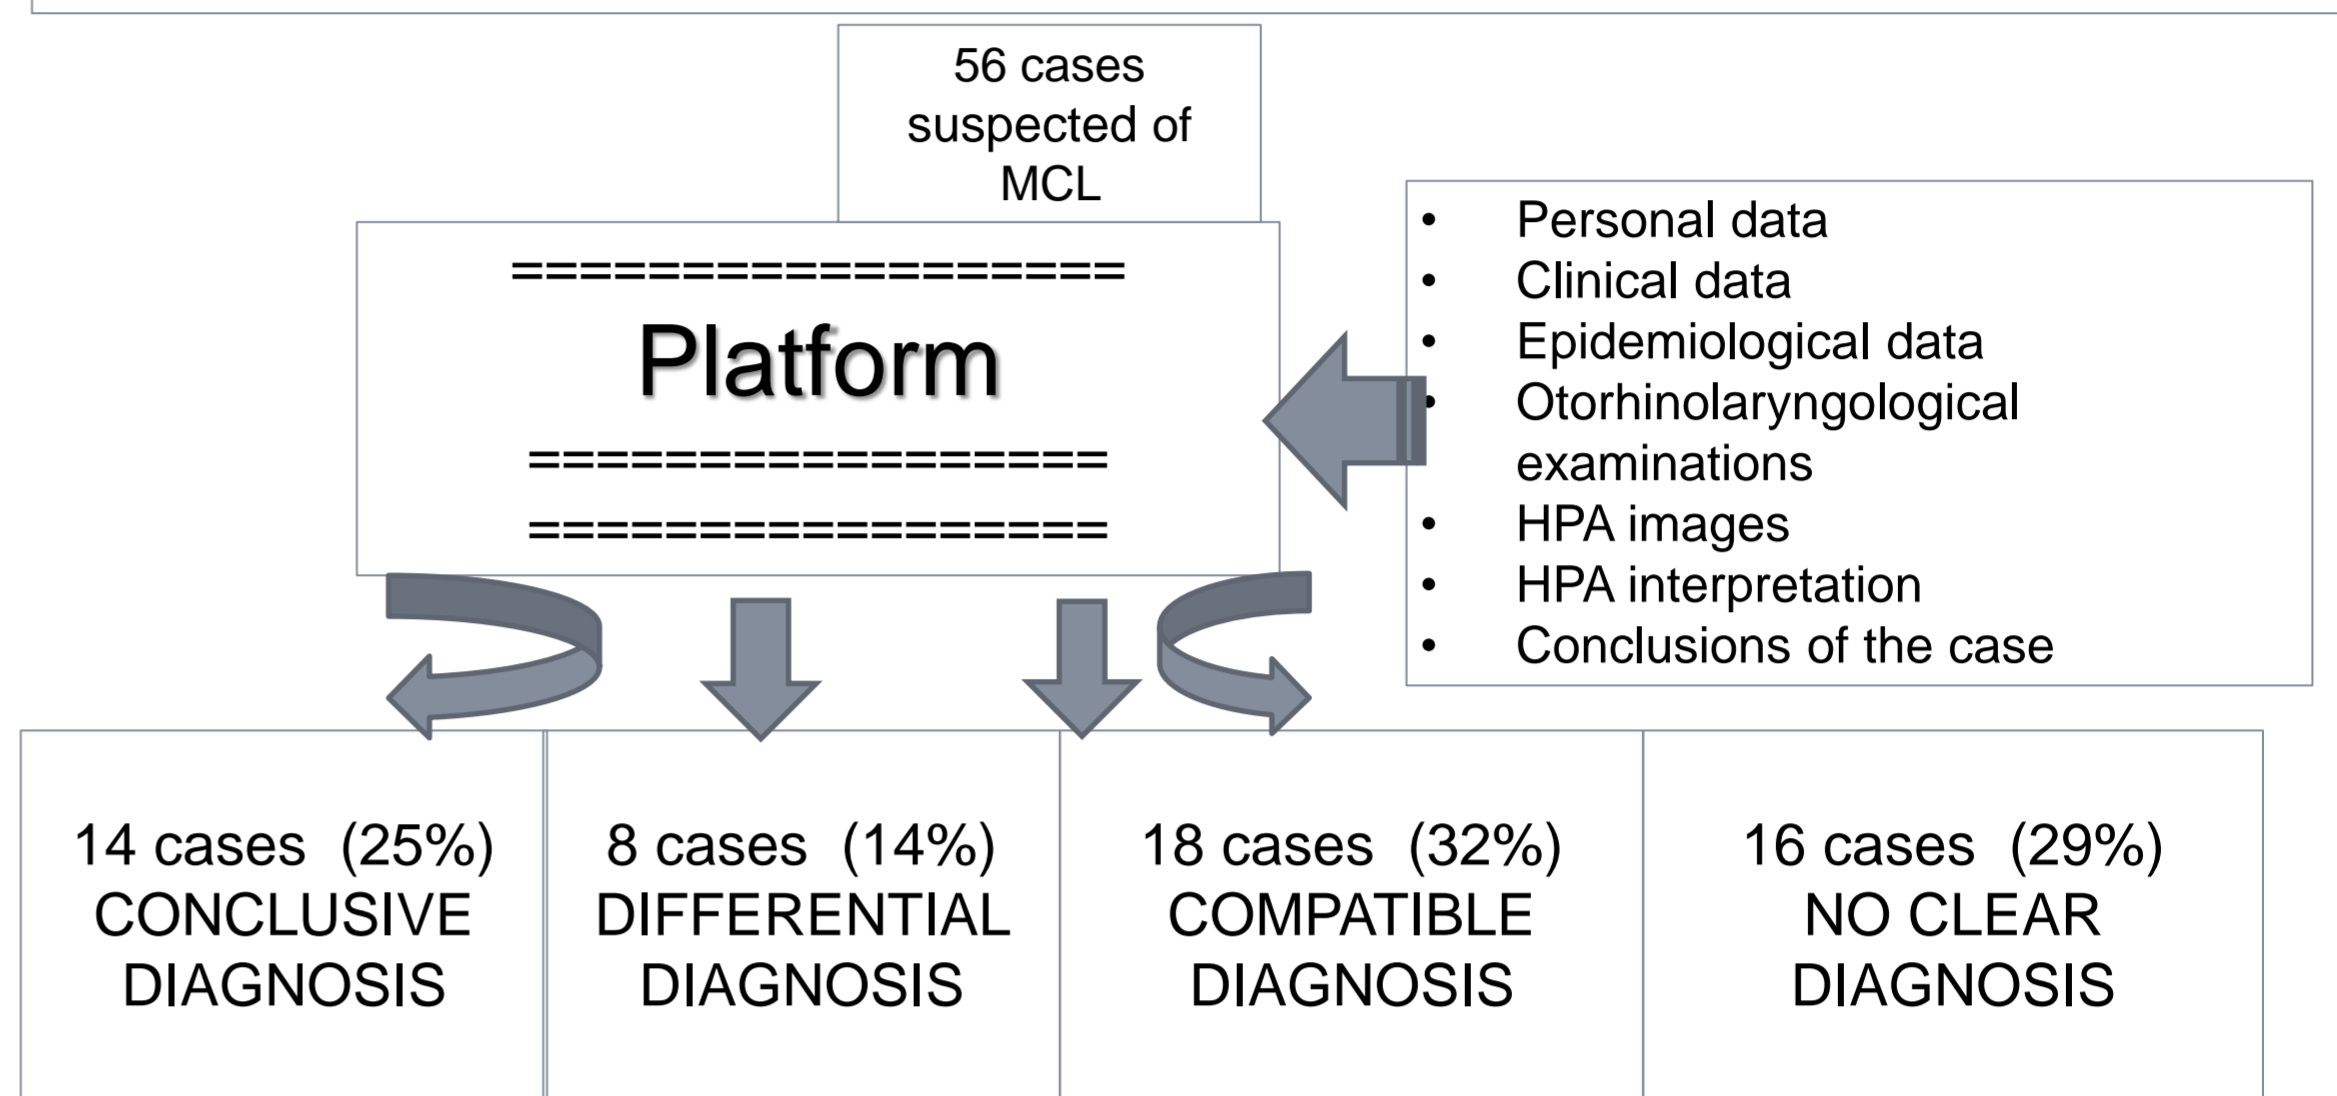 56 cases
suspected of
MCL
==================
Platform
=================
=================
• Personal data
• Clinical data
• Epidemiological data
• Otorhinolaryngological
examinations
• HPA images
• HPA interpretation
• Conclusions of the case
14 cases (25%)
CONCLUSIVE
DIAGNOSIS
8 cases (14%)
DIFFERENTIAL
DIAGNOSIS
18 cases (32%)
COMPATIBLE
DIAGNOSIS
16 cases (29%)
NO CLEAR
DIAGNOSIS